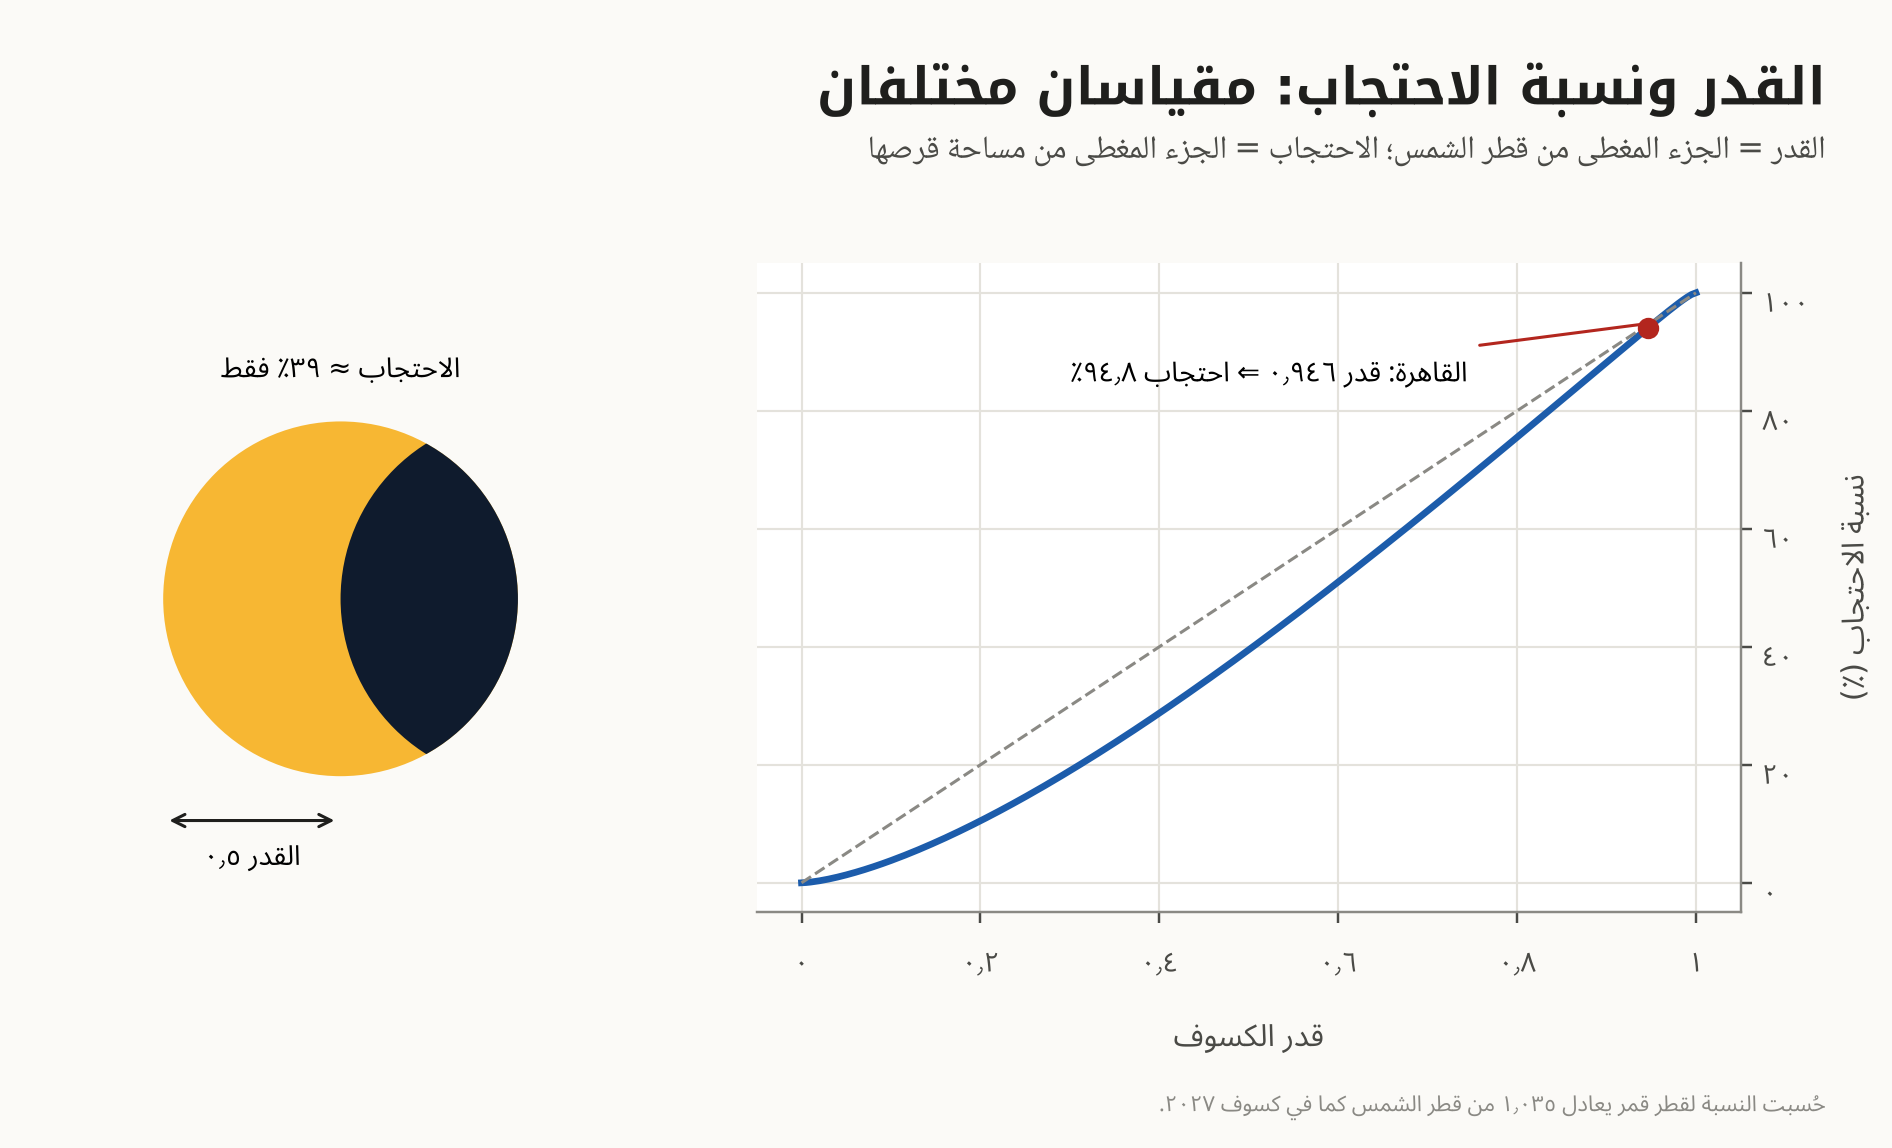 القدر ونسبة الاحتجاب: مقياسان مختلفان
القدر = الجزء المغطى من قطر الشمس؛ الاحتجاب = الجزء المغطى من مساحة قرصها
١٠٠
٨٠
٦٠
٤٠
٢٠
٠
نسبة الاحتجاب (٪)
القاهرة: قدر ٠٫٩٤٦ ⇐ احتجاب ٩٤٫٨٪
٠
٠٫٢
٠٫٤
٠٫٦
٠٫٨
١
قدر الكسوف
الاحتجاب ≈ ٣٩٪ فقط
القدر ٠٫٥
حُسبت النسبة لقطر قمر يعادل ١٫٠٣٥ من قطر الشمس كما في كسوف ٢٠٢٧.